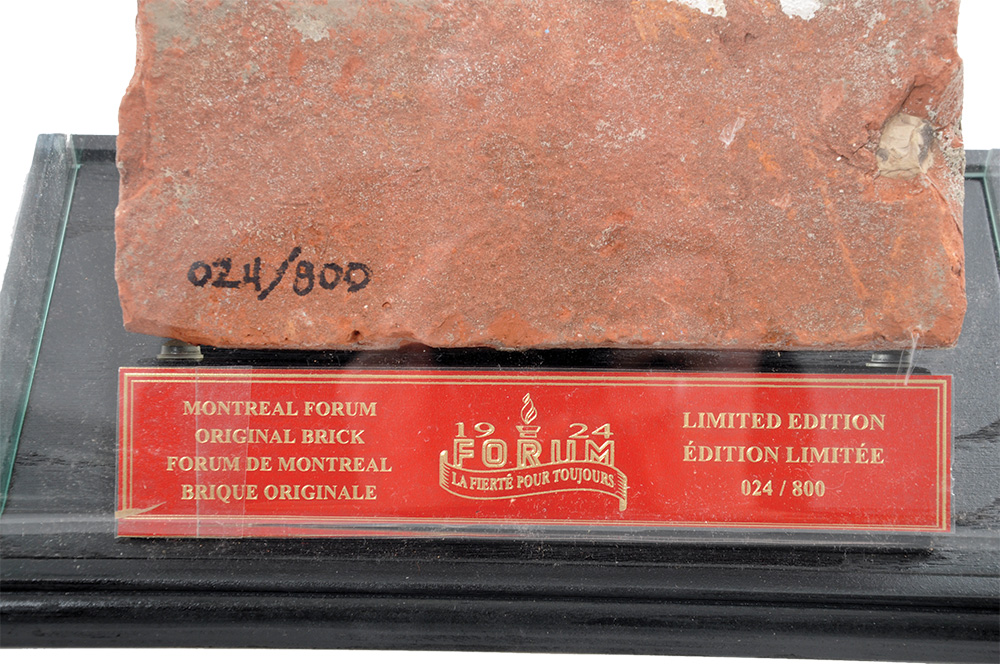 024/800
MONTREAL FORUM
ORIGINAL BRICK
FORUM DE MONTREAL
BRIQUE ORIGINALE
19 24
FORUM
LA FIERTÉ POUR TOUJOURS
LIMITED EDITION
ÉDITION LIMITÉE
024 / 800